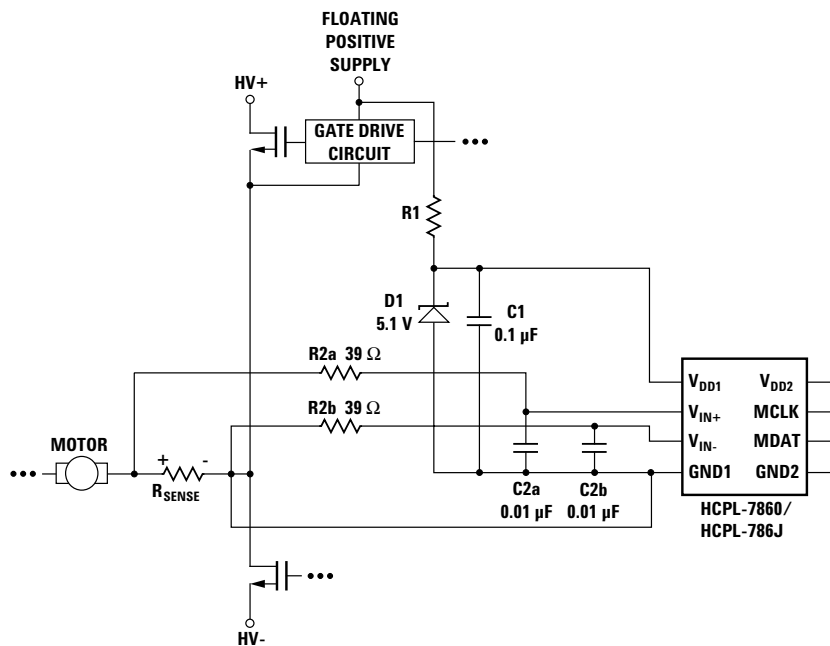 FLOATING
POSITIVE
SUPPLY
HV+
GATE DRIVE
CIRCUIT
•••
R1
D1
5.1 V
C1
0.1 µF
R2a 39 Ω
R2b 39 Ω
MOTOR
•••
+ -
RSENSE
C2a
0.01 µF
C2b
0.01 µF
VDD1 VDD2
VIN+ MCLK
VIN- MDAT
GND1 GND2
HCPL-7860/
HCPL-786J
•••
HV-